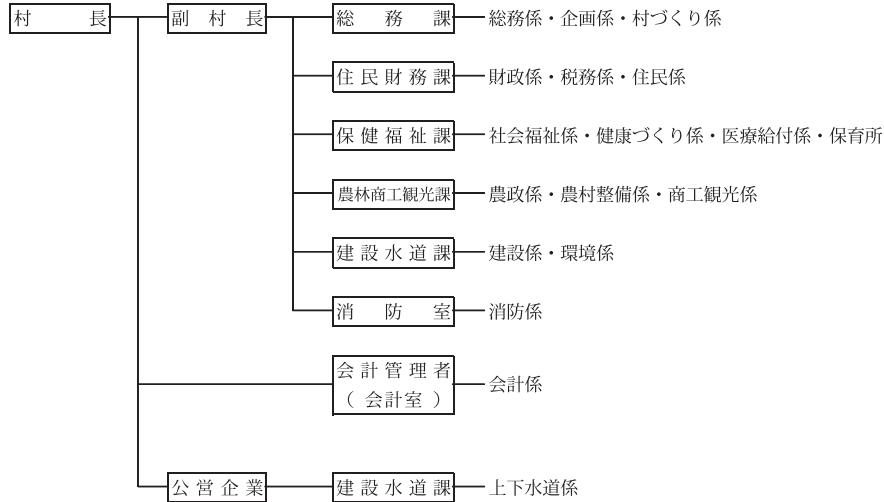 村長 副村長 総務課 総務係・企画係・村づくり係
住民財務課 財政係・税務係・住民係
保健福祉課 社会福祉係・健康づくり係・医療給付係・保育所
農林商工観光課 農政係・農村整備係・商工観光係
建設水道課 建設係・環境係
消防室 消防係
会計管理者
（会計室） 会計係
公営企業 建設水道課 上下水道係